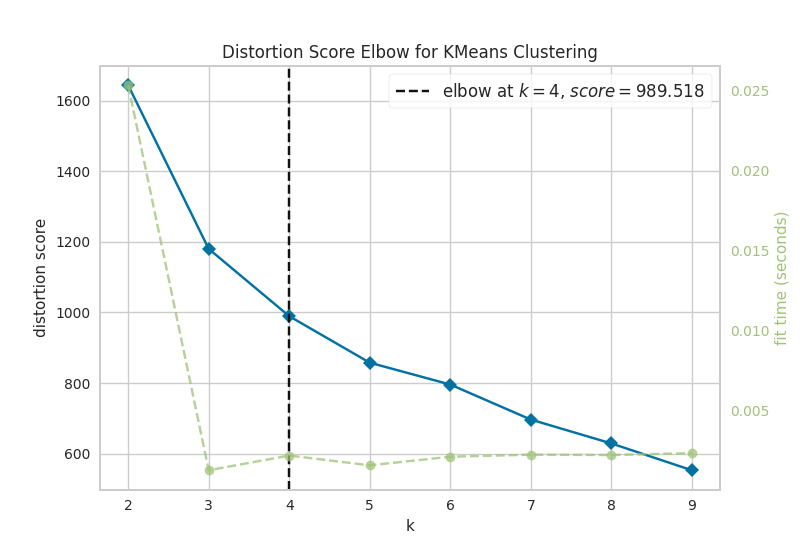 Distortion Score Elbow for KMeans Clustering
elbow at k = 4, score = 989.518
distortion score
1600
1400
1200
1000
800
600
0.025
0.020
0.015
0.010
0.005
fit time (seconds)
2 3 4 5 6 7 8 9
k